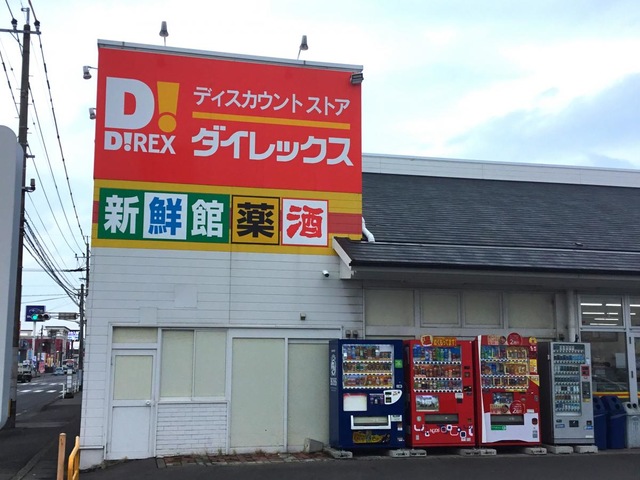 D!
D!REX
ディスカウント ストア
ダイレックス
新鮮館
薬
酒